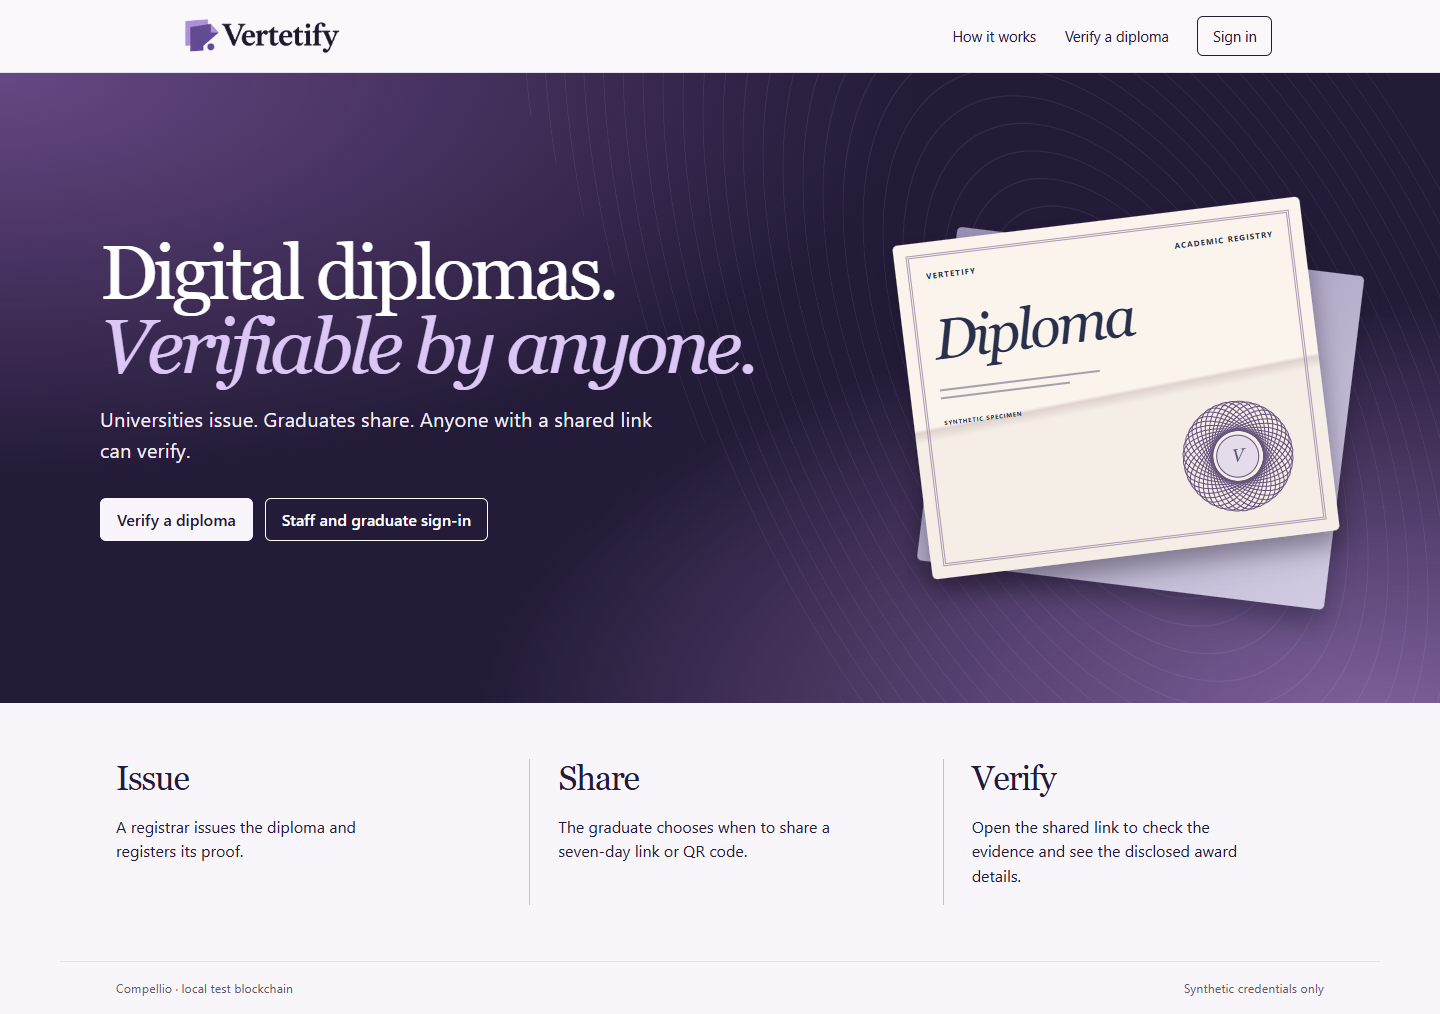 Vertetify
How it works
Verify a diploma
Sign in
Digital diplomas.
Verifiable by anyone.
Universities issue. Graduates share. Anyone with a shared link
can verify.
Verify a diploma
Staff and graduate sign-in
VERTETIFY
ACADEMIC REGISTRY
Diploma
SYNTHETIC SPECIMEN
V
Issue
A registrar issues the diploma and
registers its proof.
Share
The graduate chooses when to share a
seven-day link or QR code.
Verify
Open the shared link to check the
evidence and see the disclosed award
details.
Compellio · local test blockchain
Synthetic credentials only